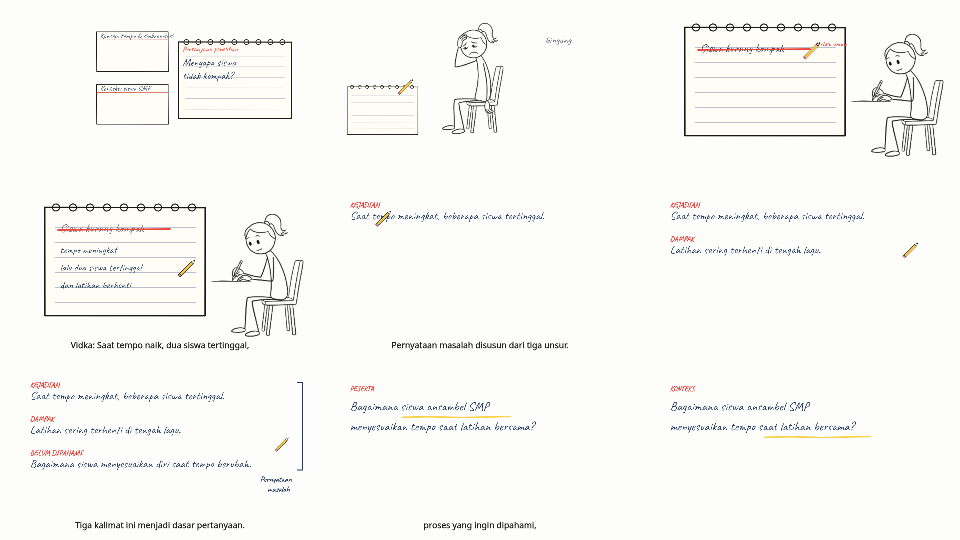 Pertanyaan penelitian
Mengapa siswa
tidak kompak?
bingung
Siswa kurang kompak
Siswa kurang kompak
tempo meningkat
lalu dua siswa tertinggal
dan latihan berhenti
Vidka: Saat tempo naik, dua siswa tertinggal,
KEJADIAN
Saat tempo meningkat, beberapa siswa tertinggal.
Pernyataan masalah disusun dari tiga unsur.
KEJADIAN
Saat tempo meningkat, beberapa siswa tertinggal.
DAMPAK
Latihan sering terhenti di tengah lagu.
KEJADIAN
Saat tempo meningkat, beberapa siswa tertinggal.
DAMPAK
Latihan sering terhenti di tengah lagu.
BELUM DIPAHAMI
Bagaimana siswa menyesuaikan diri saat tempo berubah.
Pernyataan
masalah
Tiga kalimat ini menjadi dasar pertanyaan.
PESERTA
Bagaimana siswa ansambel SMP
menyesuaikan tempo saat latihan bersama?
proses yang ingin dipahami,
KONTEKS
Bagaimana siswa ansambel SMP
menyesuaikan tempo saat latihan bersama?